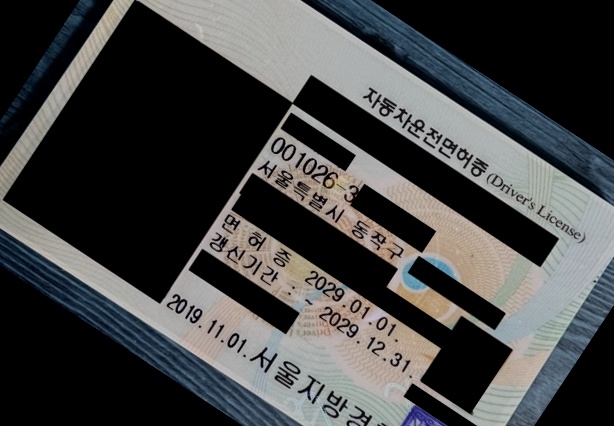 자동차운전면허증 (Driver's License)
001026-3
서울특별시 동작구
면 허 증 2029.01.01.
갱신기간 : ~ 2029.12.31.
2019.11.01. 서울지방경